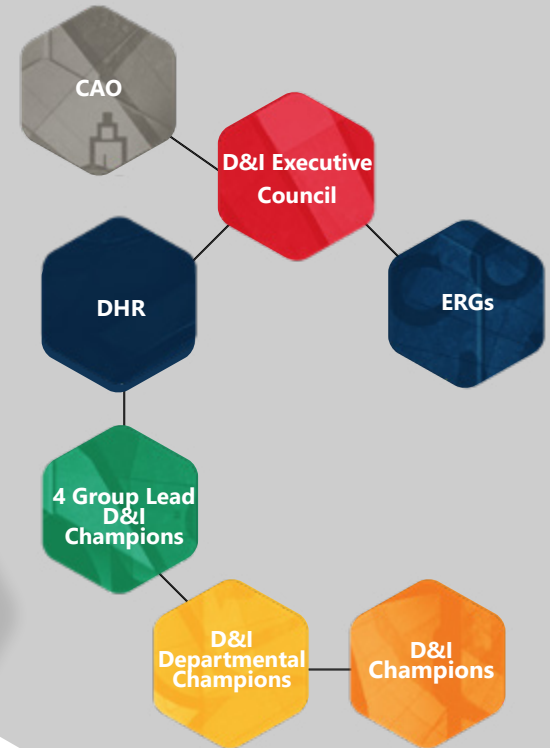 CAO
D&I Executive
Council
DHR
ERGs
4 Group Lead
D&I
Champions
D&I
Departmental
Champions
D&I
Champions